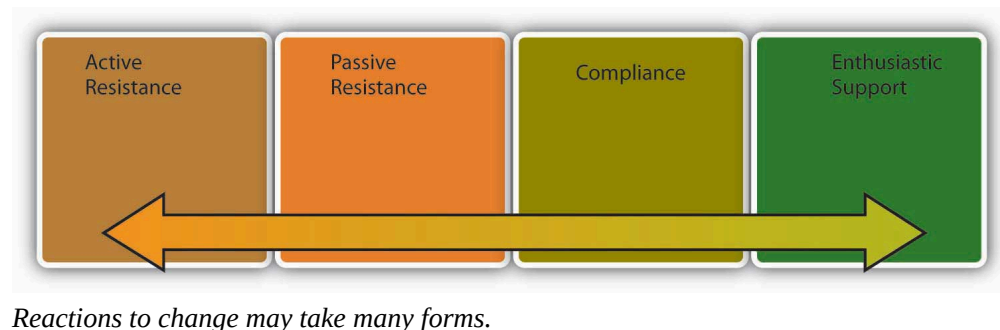 Active
Resistance
Passive
Resistance
Compliance
Enthusiastic
Support
Reactions to change may take many forms.